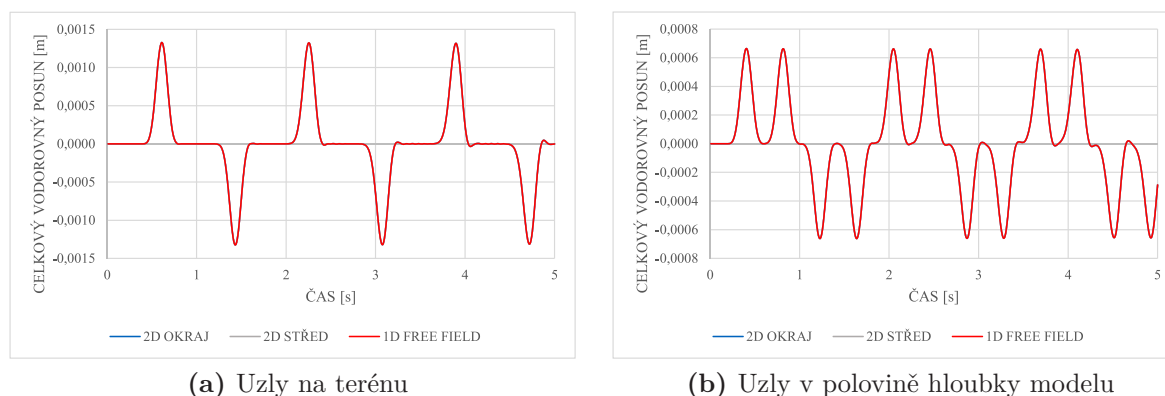 CELKOVÝ VODOROVNÝ POSUN [m]
0,0015
0,0010
0,0005
0,0000
-0,0005
-0,0010
-0,0015
0 1 2 3 4 5
ČAS [s]
2D OKRAJ 2D STŘED 1D FREE FIELD
(a) Uzly na terénu
CELKOVÝ VODOROVNÝ POSUN [m]
0,0008
0,0006
0,0004
0,0002
0,0000
-0,0002
-0,0004
-0,0006
-0,0008
0 1 2 3 4 5
ČAS [s]
2D OKRAJ 2D STŘED 1D FREE FIELD
(b) Uzly v polovině hloubky modelu